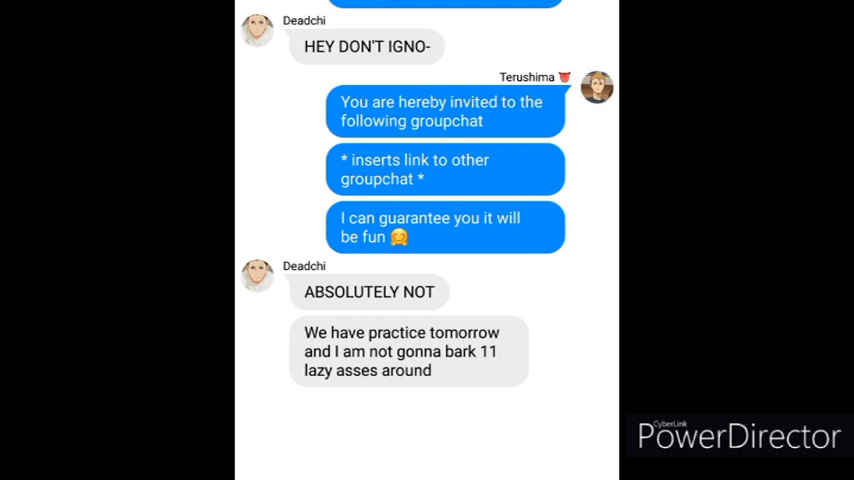 Deadchi
HEY DON'T IGNO-
Terushima 👅
You are hereby invited to the
following groupchat
* inserts link to other
groupchat *
I can guarantee you it will
be fun 🤗
Deadchi
ABSOLUTELY NOT
We have practice tomorrow
and I am not gonna bark 11
lazy asses around
CyberLink
PowerDirector